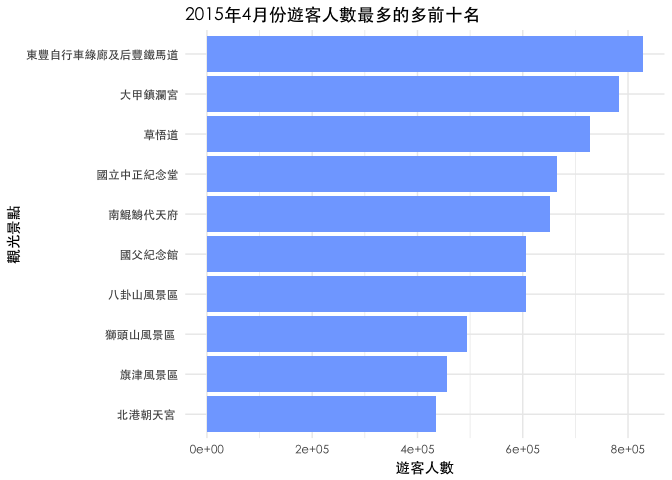 2015年4月份遊客人數最多的多前十名
觀光景點
東豐自行車綠廊及后豐鐵馬道
大甲鎮瀾宮
草悟道
國立中正紀念堂
南鯤鯓代天府
國父紀念館
八卦山風景區
獅頭山風景區
旗津風景區
北港朝天宮
0e+00 2e+05 4e+05 6e+05 8e+05
遊客人數